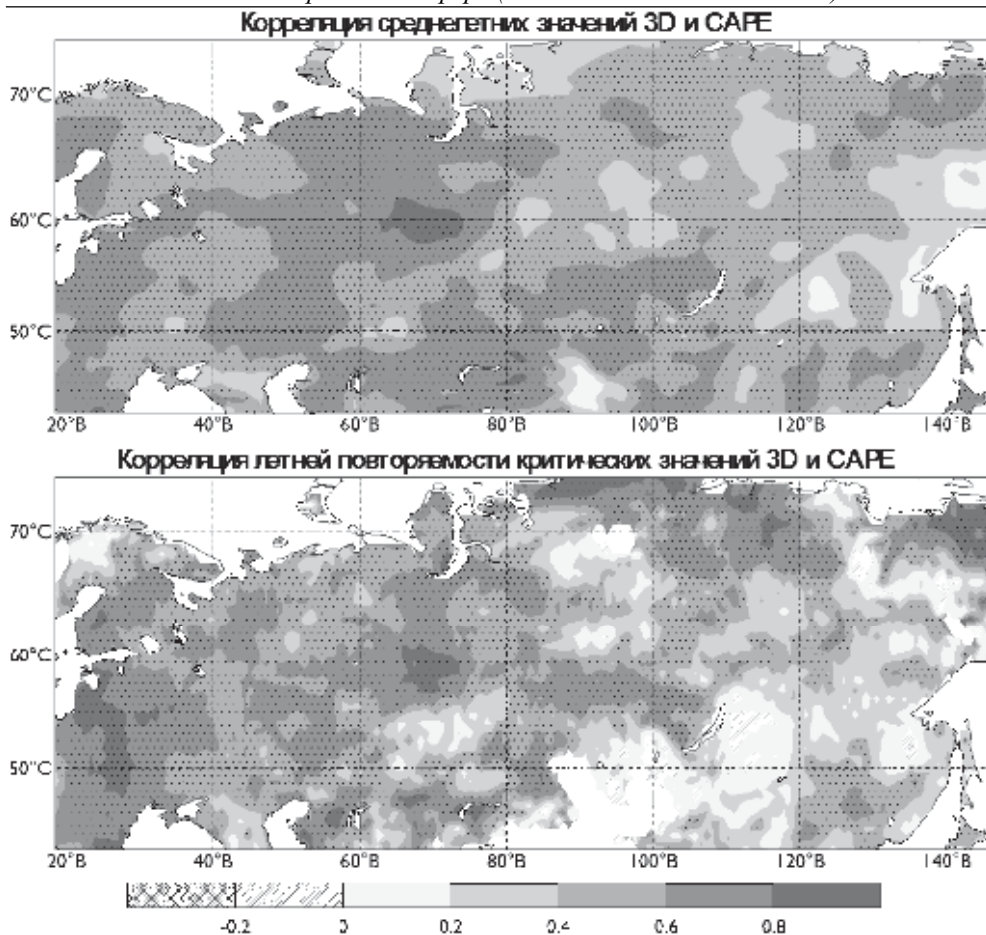 Корреляция среднелетних значений 3D и CAPE
70°С
60°С
50°С
20°В 40°В 60°В 80°В 100°В 120°В 140°В
Корреляция летней повторяемости критических значений 3D и CAPE
70°С
60°С
50°С
20°В 40°В 60°В 80°В 100°В 120°В 140°В
-0.2 0 0.2 0.4 0.6 0.8